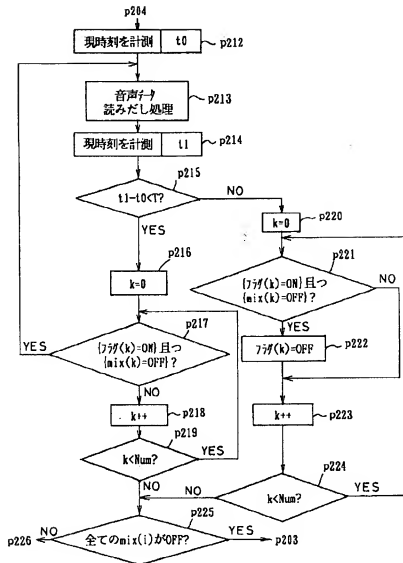 p204
現時刻を計測 t0 p212
音声データ
読みだし処理
p213
現時刻を計測 t1 p214
t1-t0<T? p215
NO
YES
k=0 p220
k=0 p216
{フラグ(k)=ON}且つ
{mix(k)=OFF}?
p221
NO
YES
{フラグ(k)=ON}且つ
{mix(k)=OFF}?
p217
YES
NO
フラグ(k)=OFF p222
k++ p218
k++ p223
k<Num? p219
YES
NO
k<Num? p224
YES
NO
全てのmix(i)がOFF? p225
NO
p226
YES
p203